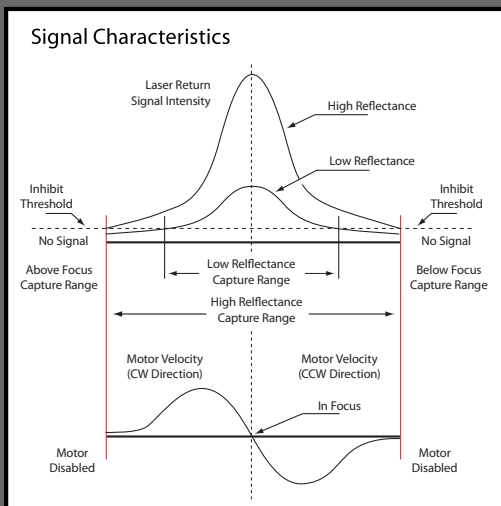 Signal Characteristics
Laser Return
Signal Intensity
High Reflectance
Low Reflectance
Inhibit
Threshold
Inhibit
Threshold
No Signal
No Signal
Above Focus
Capture Range
Low Relflectance
Capture Range
Below Focus
Capture Range
High Relflectance
Capture Range
Motor Velocity
(CW Direction)
Motor Velocity
(CCW Direction)
In Focus
Motor
Disabled
Motor
Disabled